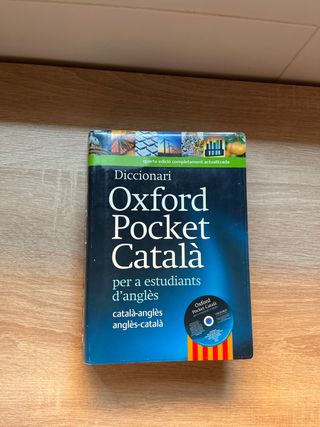 quarta edició completament actualitzada
Diccionari
Oxford
Pocket
Català
per a estudiants
d'anglès
català-anglès
anglès-català
Oxford
Pocket Català